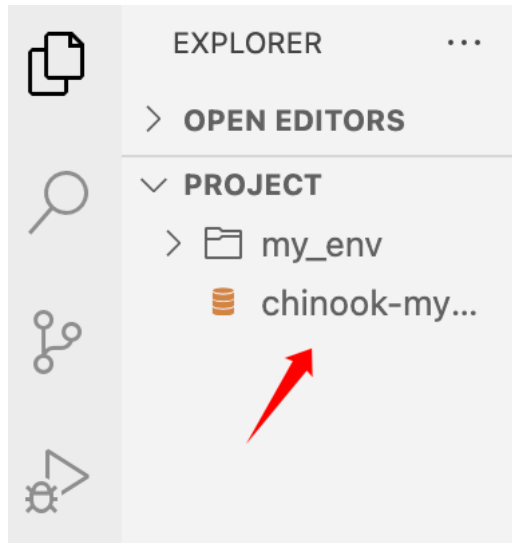 EXPLORER ...
OPEN EDITORS
PROJECT
my_env
chinook-my...